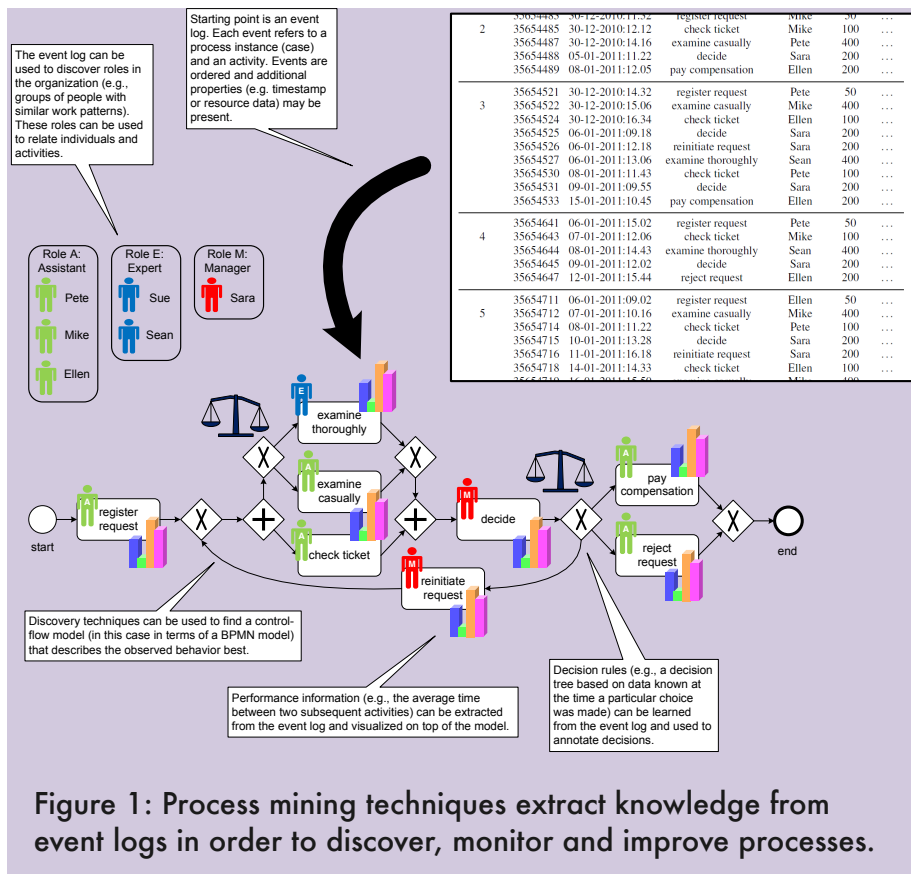 The event log can be
used to discover roles in
the organization (e.g.,
groups of people with
similar work patterns).
These roles can be used
to relate individuals and
activities.
Starting point is an event
log. Each event refers to
a process instance (case)
and an activity. Events are
ordered and additional
properties (e.g. timestamp
or resource data) may be
present.
35654483 30-12-2010:11.32 register request Mike 50 ...
2 35654485 30-12-2010:12.12 check ticket Mike 100 ...
35654487 30-12-2010:14.16 examine casually Pete 400 ...
35654488 05-01-2011:11.22 decide Sara 200 ...
35654489 08-01-2011:12.05 pay compensation Ellen 200 ...
35654521 30-12-2010:14.32 register request Pete 50 ...
3 35654522 30-12-2010:15.06 examine casually Mike 400 ...
35654524 30-12-2010:16.34 check ticket Ellen 100 ...
35654525 06-01-2011:09.18 decide Sara 200 ...
35654526 06-01-2011:12.18 reinitiate request Sara 200 ...
35654527 06-01-2011:13.06 examine thoroughly Sean 400 ...
35654530 08-01-2011:11.43 check ticket Pete 100 ...
35654531 09-01-2011:09.55 decide Sara 200 ...
35654533 15-01-2011:10.45 pay compensation Ellen 200 ...
35654641 06-01-2011:15.02 register request Pete 50 ...
4 35654643 07-01-2011:12.06 check ticket Mike 100 ...
35654644 08-01-2011:14.43 examine thoroughly Sean 400 ...
35654645 09-01-2011:12.02 decide Sara 200 ...
35654647 12-01-2011:15.44 reject request Ellen 200 ...
35654711 06-01-2011:09.02 register request Ellen 50 ...
5 35654712 07-01-2011:10.16 examine casually Mike 400 ...
35654714 08-01-2011:11.22 check ticket Pete 100 ...
35654715 10-01-2011:13.28 decide Sara 200 ...
35654716 11-01-2011:16.18 reinitiate request Sara 200 ...
35654718 14-01-2011:14.33 check ticket Ellen 100 ...
Role A:
Assistant
Pete
Mike
Ellen
Role E:
Expert
Sue
Sean
Role M:
Manager
Sara
start
A
register
request
X
+
X
E
examine
thoroughly
A
examine
casually
A
check ticket
X
+
M
decide
M
reinitiate
request
X
A
pay
compensation
A
reject
request
X
end
Discovery techniques can be used to find a control-
flow model (in this case in terms of a BPMN model)
that describes the observed behavior best.
Performance information (e.g., the average time
between two subsequent activities) can be extracted
from the event log and visualized on top of the model.
Decision rules (e.g., a decision
tree based on data known at
the time a particular choice
was made) can be learned
from the event log and used to
annotate decisions.
Figure 1: Process mining techniques extract knowledge from
event logs in order to discover, monitor and improve processes.